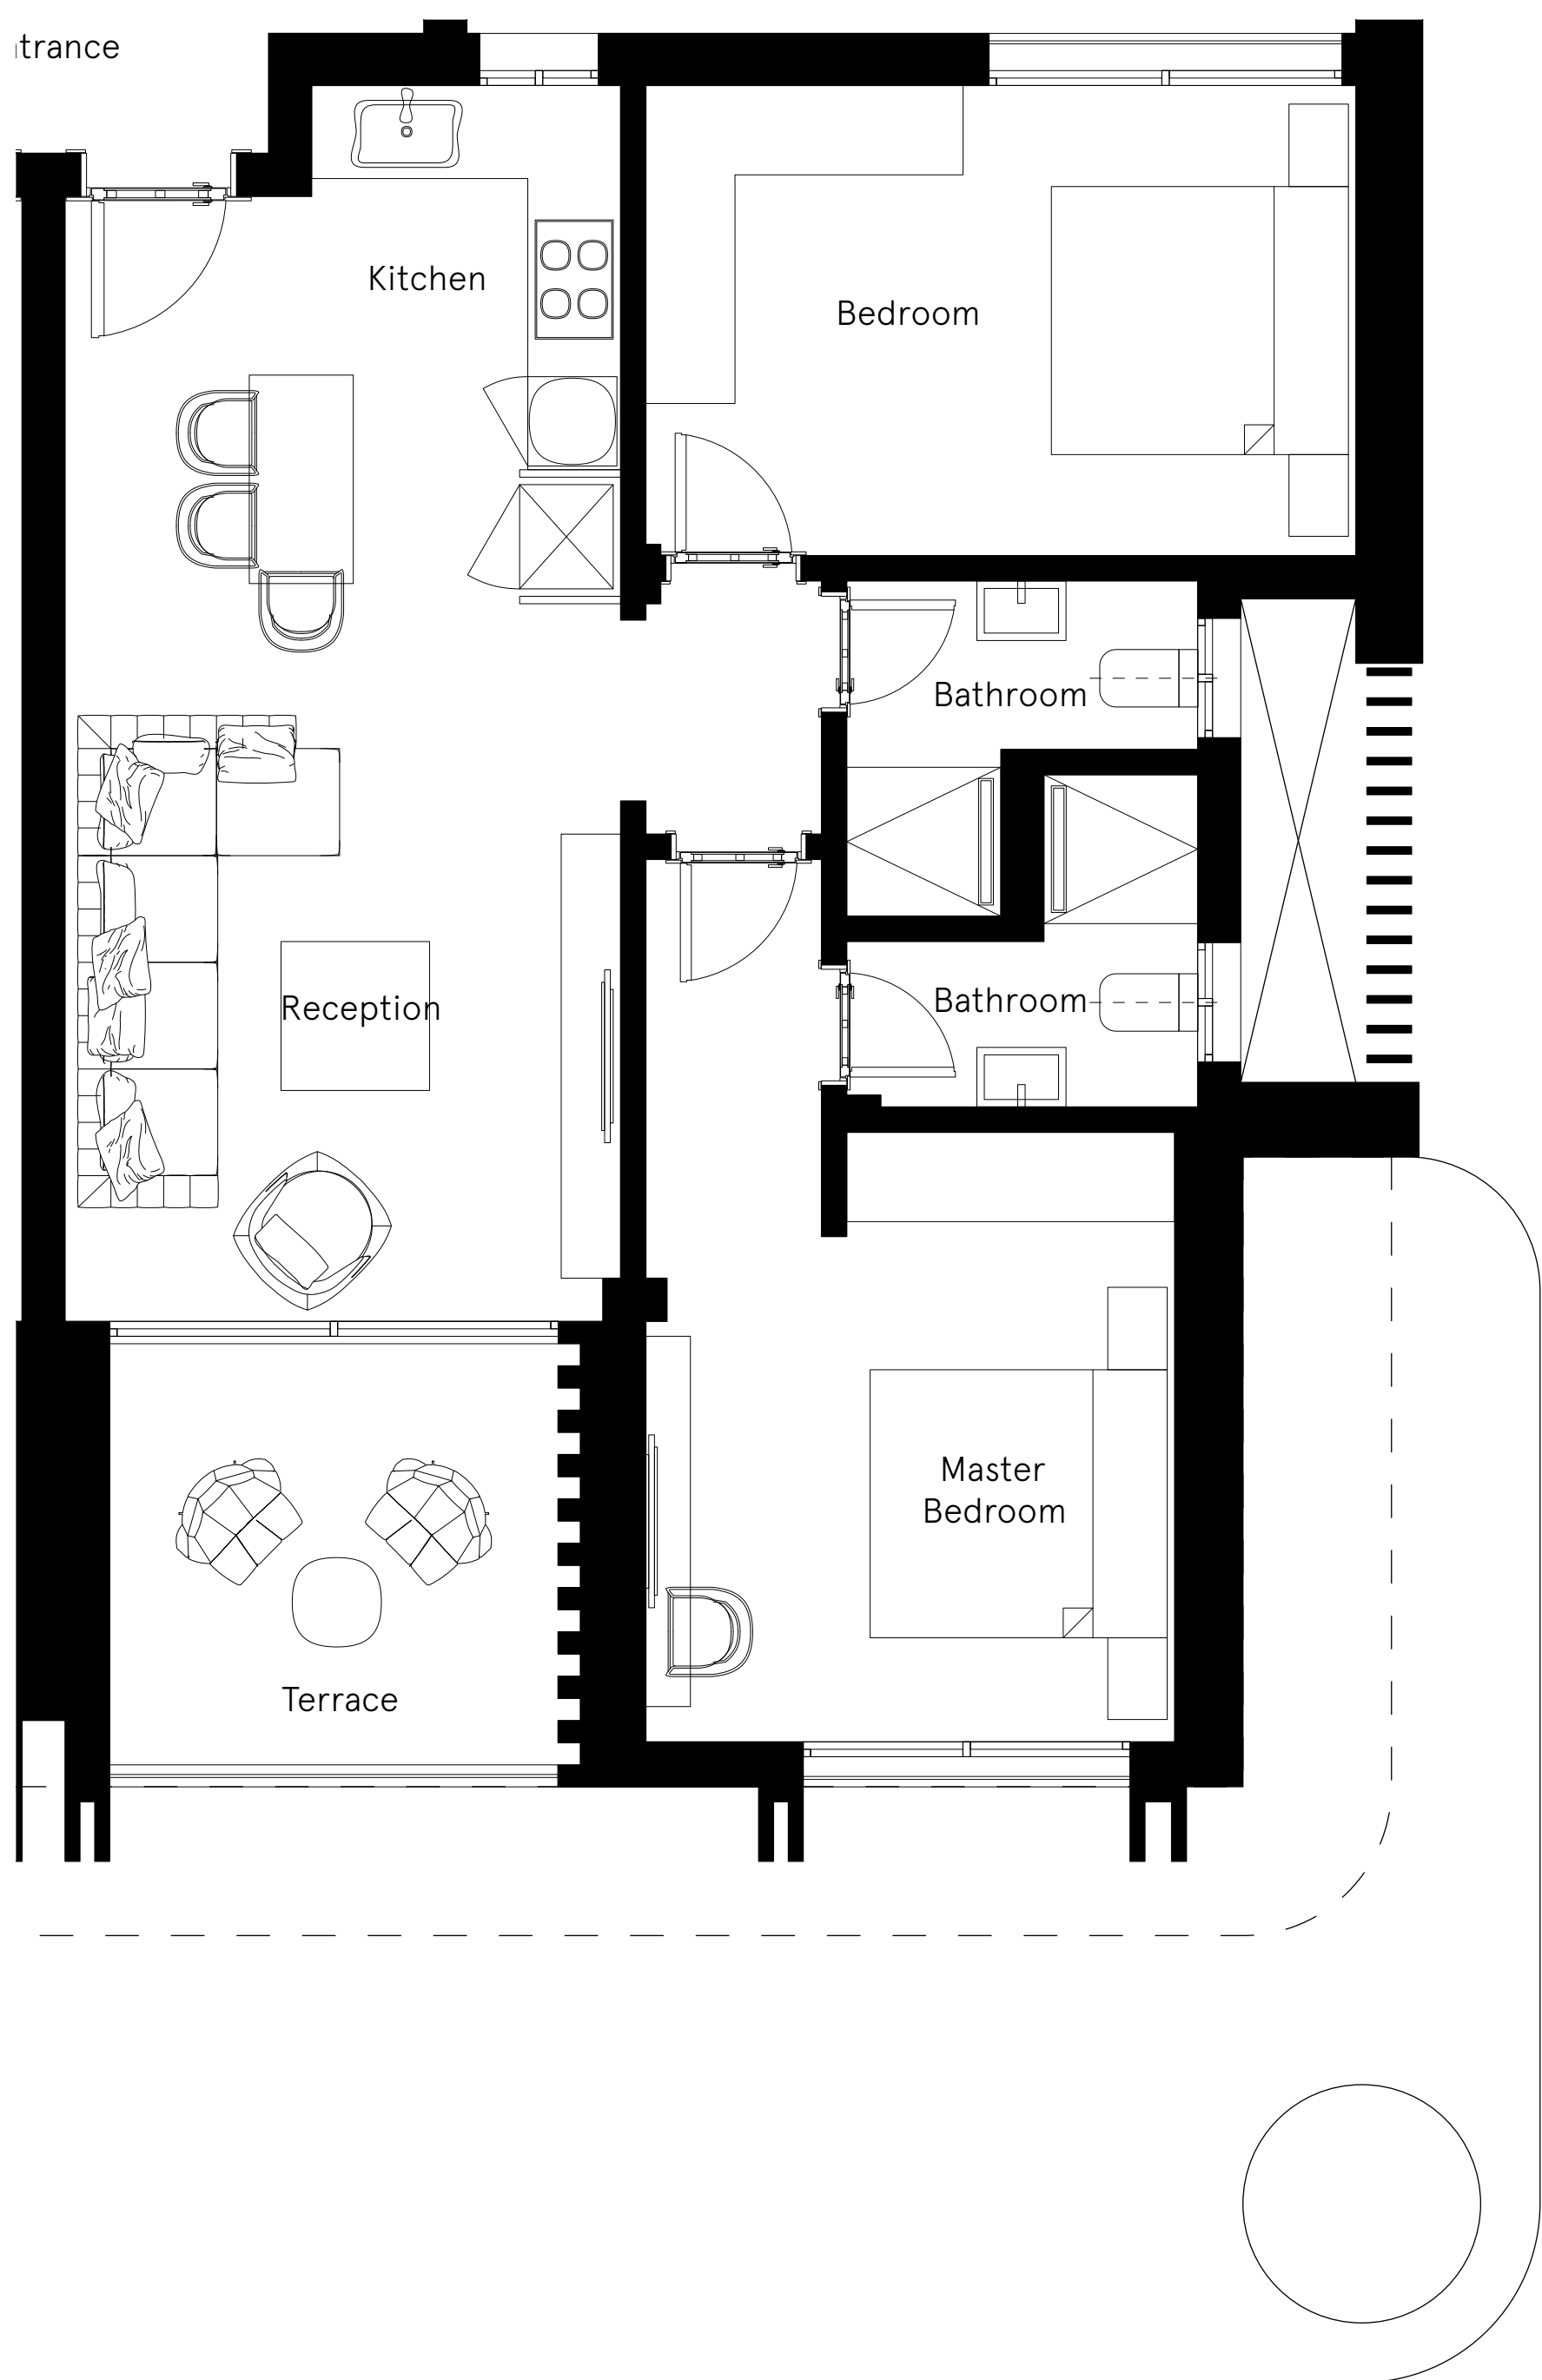 trance
Kitchen
Bedroom
Bathroom
Reception
Bathroom
Master
Bedroom
Terrace